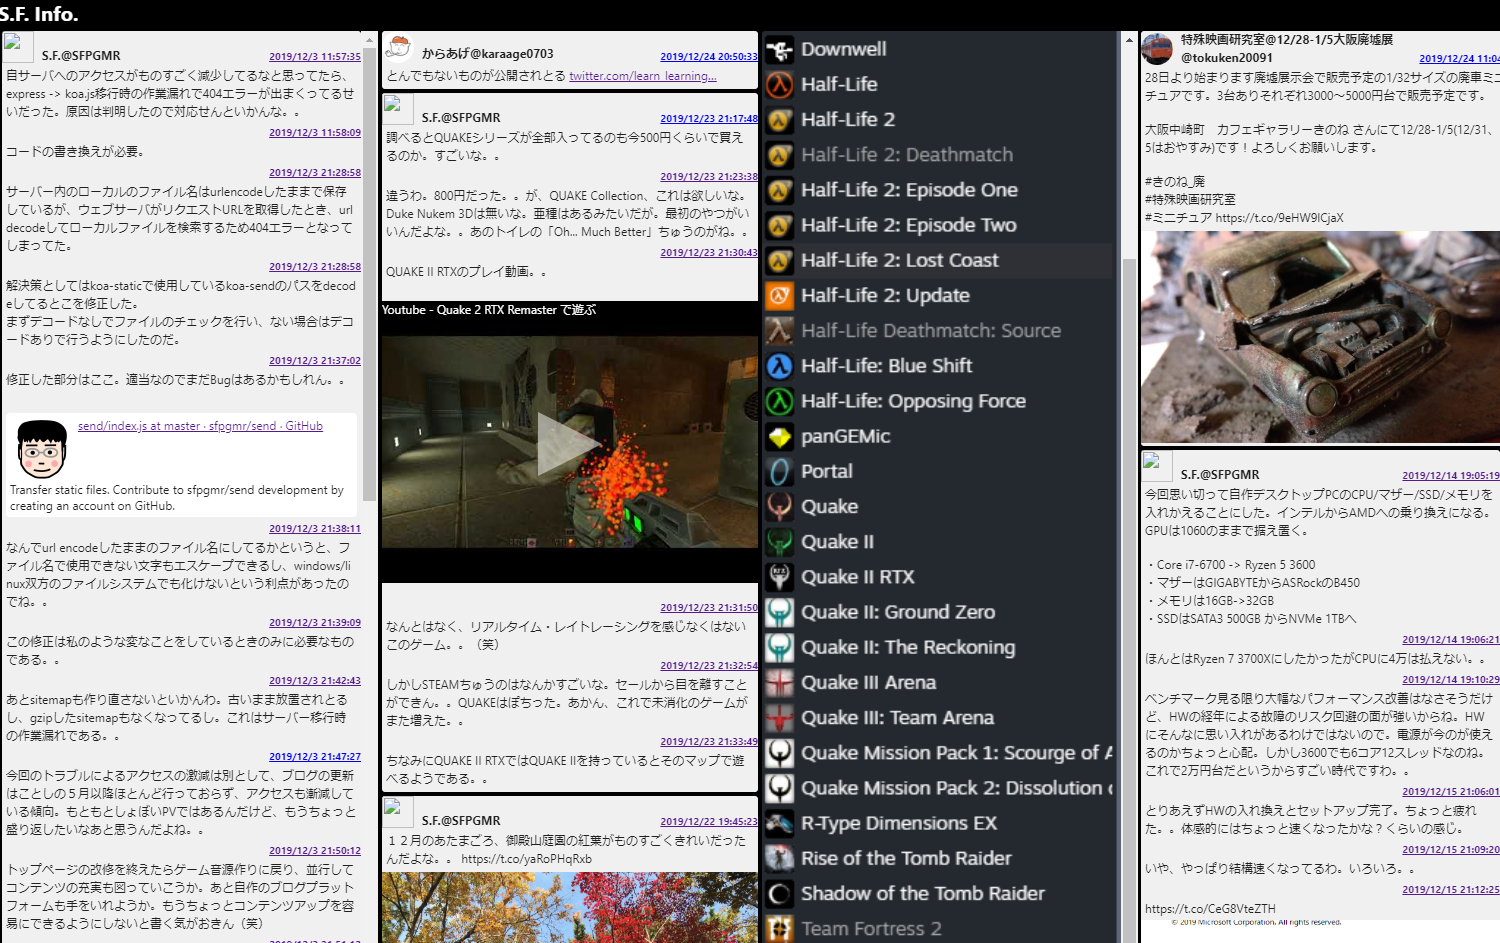 S.F. Info.
S.F.@SFPGMR
2019/12/3 11:57:35
自サーバへのアクセスがものすごく減少してるなと思ってたら、
express -> koa.js移行時の作業漏れで404エラーが出まくってるせ
いだった。原因は判明したので対応せんといかんな。。
2019/12/3 11:58:09
コードの書き換えが必要。
2019/12/3 21:28:58
サーバー内のローカルのファイル名はurlencodeしたままで保存
しているが、ウェブサーバがリクエストURLを取得したとき、url
decodeしてローカルファイルを検索するため404エラーとなって
しまってた。
2019/12/3 21:28:58
解決策としてはkoa-staticで使用しているkoa-sendのパスをdecod
eしてるとこを修正した。
まずデコードなしでファイルのチェックを行い、ない場合はデコ
ードありで行うようにしたのだ。
2019/12/3 21:37:02
修正した部分はここ。適当なのでまだBugはあるかもしれん。。
send/index.js at master · sfpgmr/send · GitHub
Transfer static files. Contribute to sfpgmr/send development by
creating an account on GitHub.
2019/12/3 21:38:11
なんでurl encodeしたままのファイル名にしてるかというと、フ
ァイル名で使用できない文字もエスケープできるし、windows/li
nux双方のファイルシステムでも化けないという利点があったの
でね。。
2019/12/3 21:39:09
この修正は私のような変なことをしているときのみに必要なもの
である。。
2019/12/3 21:42:43
あとsitemapも作り直さないといかんわ。古いまま放置されとる
し、gzipしたsitemapもなくなってるし。これはサーバー移行時
の作業漏れである。。
2019/12/3 21:47:27
今回のトラブルによるアクセスの激減は別として、ブログの更新
はことしの５月以降ほとんど行っておらず、アクセスも漸減して
いる傾向。もともとしょぼいPVではあるんだけど、もうちょっと
盛り返したいなあと思うんだよね。。
2019/12/3 21:50:12
トップページの改修を終えたらゲーム音源作りに戻り、並行して
コンテンツの充実も図っていこうか。あと自作のブログプラット
フォームも手をいれようか。もうちょっとコンテンツアップを容
易にできるようにしないと書く気がおきん（笑）
からあげ@karaage0703
2019/12/24 20:50:33
とんでもないものが公開されとる twitter.com/learn_learning...
S.F.@SFPGMR
2019/12/23 21:17:48
調べるとQUAKEシリーズが全部入ってるのも今500円くらいで買え
るのか。すごいな。。
2019/12/23 21:23:38
違うわ。800円だった。。が、QUAKE Collection、これは欲しいな。
Duke Nukem 3Dは無いな。亜種はあるみたいだが。最初のやつがい
いんだよな。。あのトイレの「Oh... Much Better」ちゅうのがね。。
2019/12/23 21:30:43
QUAKE II RTXのプレイ動画。。
Youtube - Quake 2 RTX Remaster で遊ぶ
2019/12/23 21:31:50
なんとはなく、リアルタイム・レイトレーシングを感じなくはない
このゲーム。。（笑）
2019/12/23 21:32:54
しかしSTEAMちゅうのはなんかすごいな。セールから目を離すこと
ができん。。QUAKEはぽちった。あかん、これで未消化のゲームが
また増えた。。
2019/12/23 21:33:49
ちなみにQUAKE II RTXではQUAKE IIを持っているとそのマップで遊
べるようである。。
S.F.@SFPGMR
2019/12/22 19:45:23
１２月のあたまごろ、御殿山庭園の紅葉がものすごくきれいだった
んだよな。。 https://t.co/yaRoPHqRxb
Downwell
Half-Life
Half-Life 2
Half-Life 2: Deathmatch
Half-Life 2: Episode One
Half-Life 2: Episode Two
Half-Life 2: Lost Coast
Half-Life 2: Update
Half-Life Deathmatch: Source
Half-Life: Blue Shift
Half-Life: Opposing Force
panGEMic
Portal
Quake
Quake II
Quake II RTX
Quake II: Ground Zero
Quake II: The Reckoning
Quake III Arena
Quake III: Team Arena
Quake Mission Pack 1: Scourge of A
Quake Mission Pack 2: Dissolution
R-Type Dimensions EX
Rise of the Tomb Raider
Shadow of the Tomb Raider
Team Fortress 2
特殊映画研究室@12/28-1/5大阪廃墟展
@tokuken20091
2019/12/24 11:04
28日より始まります廃墟展示会で販売予定の1/32サイズの廃車ミニ
チュアです。3台ありそれぞれ3000～5000円台で販売予定です。
大阪中崎町　カフェギャラリーきのね さんにて12/28-1/5(12/31、
5はおやすみ)です！よろしくお願いします。
#きのね_廃
#特殊映画研究室
#ミニチュア https://t.co/9eHW9ICjaX
S.F.@SFPGMR
2019/12/14 19:05:19
今回思い切って自作デスクトップPCのCPU/マザー/SSD/メモリを
入れかえることにした。インテルからAMDへの乗り換えになる。
GPUは1060のままで据え置く。
・Core i7-6700 -> Ryzen 5 3600
・マザーはGIGABYTEからASRockのB450
・メモリは16GB->32GB
・SSDはSATA3 500GB からNVMe 1TBへ
2019/12/14 19:06:21
ほんとはRyzen 7 3700XにしたかったがCPUに4万は払えない。。
2019/12/14 19:10:29
ベンチマーク見る限り大幅なパフォーマンス改善はなさそうだけ
ど、HWの経年による故障のリスク回避の面が強いからね。HW
にそんなに思い入れがあるわけではないので。電源が今のが使
えるのかちょっと心配。しかし3600でも6コア12スレッドなのね。
これで2万円台だというからすごい時代ですわ。。
2019/12/15 21:06:01
とりあえずHWの入れ換えとセットアップ完了。ちょっと疲れ
た。。体感的にはちょっと速くなったかな？くらいの感じ。
2019/12/15 21:09:20
いや、やっぱり結構速くなってるわ。いろいろ。。
2019/12/15 21:12:25
https://t.co/CeG8VteZTH
© 2019 Microsoft Corporation. All rights reserved.